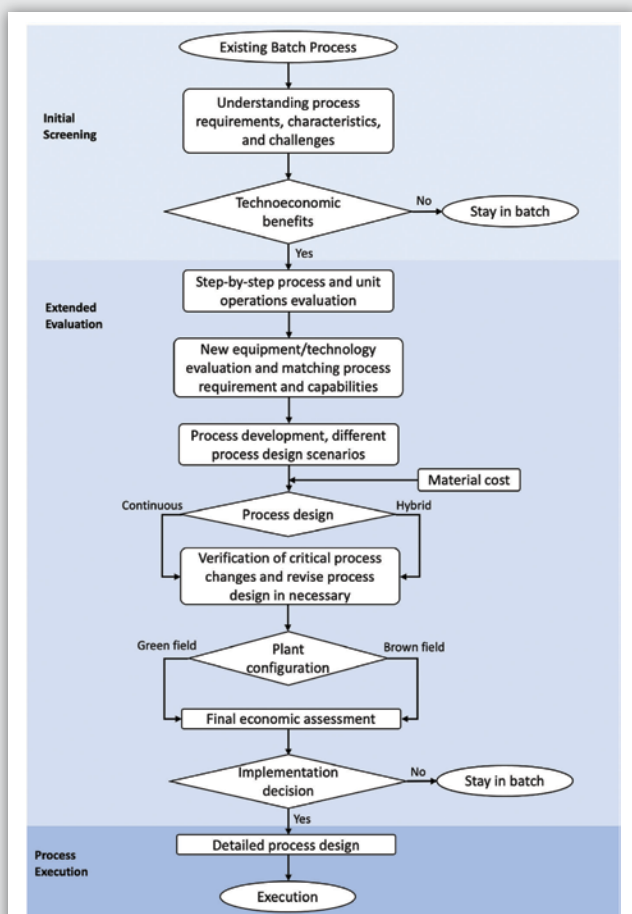 Existing Batch Process
Initial
Screening
Understanding process
requirements, characteristics,
and challenges
Technoeconomic
benefits
No
Stay in batch
Yes
Extended
Evaluation
Step-by-step process and unit
operations evaluation
New equipment/technology
evaluation and matching process
requirement and capabilities
Process development, different
process design scenarios
Material cost
Continuous
Process design
Hybrid
Verification of critical process
changes and revise process
design in necessary
Green field
Plant
configuration
Brown field
Final economic assessment
Implementation
decision
No
Stay in batch
Yes
Process
Execution
Detailed process design
Execution